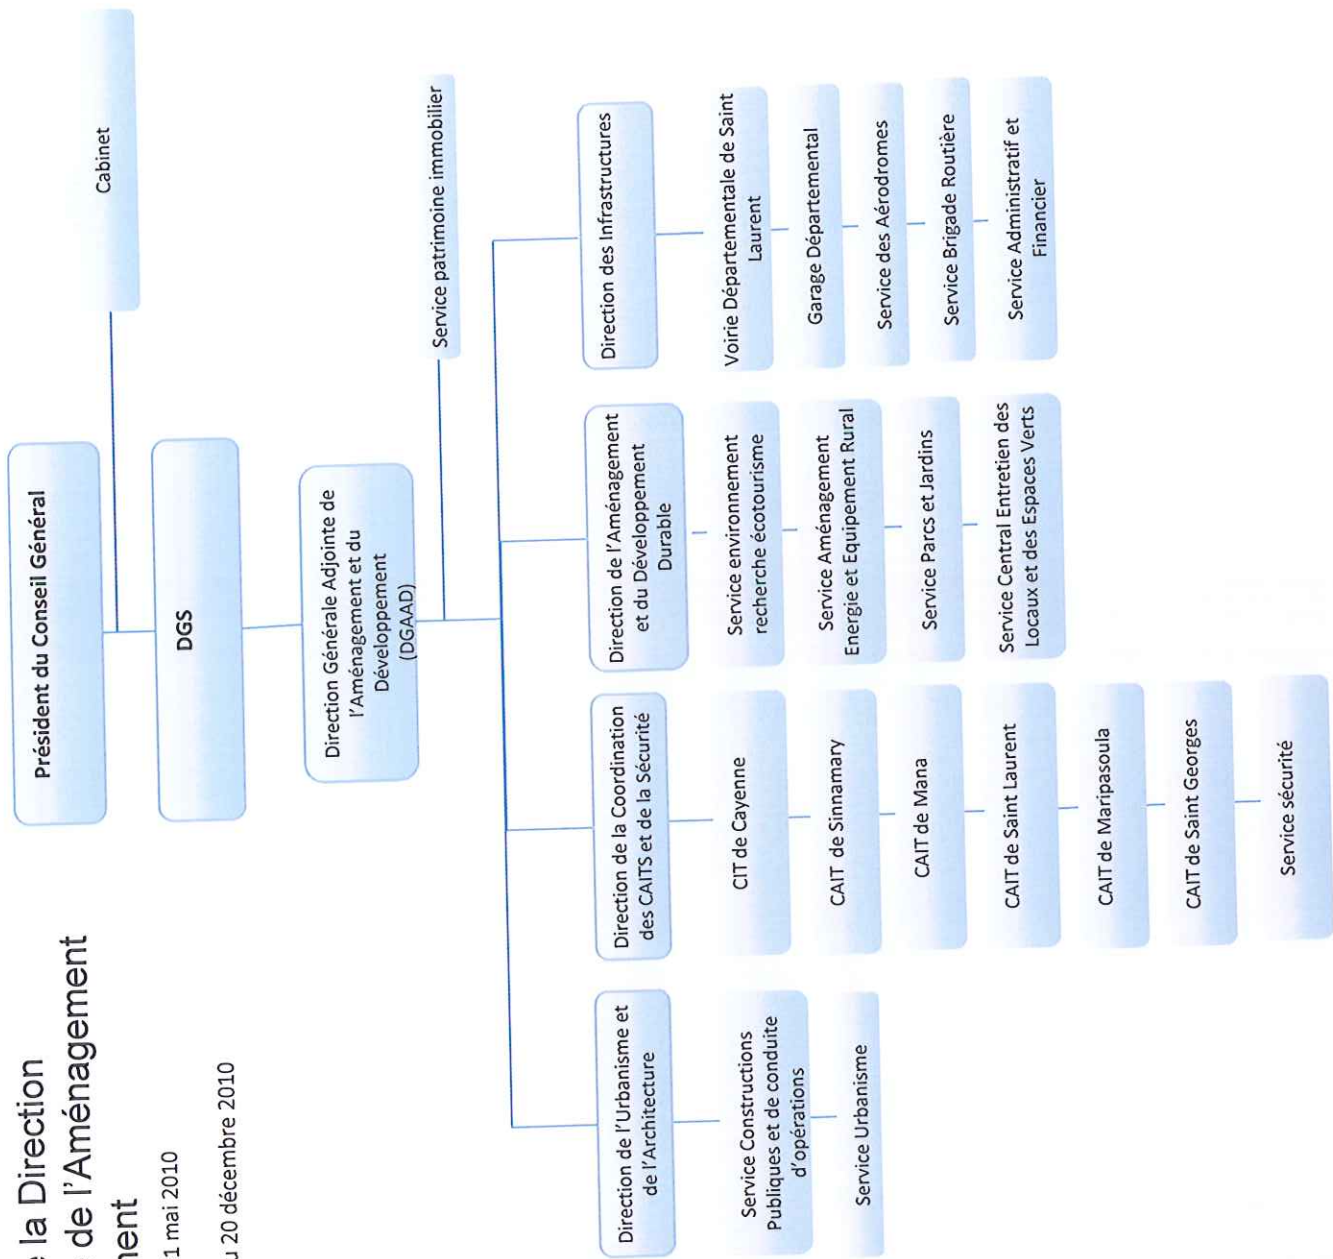 e la Direction
de l'Aménagement
ment
1 mai 2010
u 20 décembre 2010
Président du Conseil Général
Cabinet
DGS
Direction Générale Adjointe de
l'Aménagement et du
Développement
(DGAAD)
Service patrimoine immobilier
Direction de l'Urbanisme et
de l'Architecture
Service Constructions
Publiques et de conduite
d'opérations
Service Urbanisme
Direction de la Coordination
des CAITS et de la Sécurité
CIT de Cayenne
CAIT de Sinnamary
CAIT de Mana
CAIT de Saint Laurent
CAIT de Maripasoula
CAIT de Saint Georges
Service sécurité
Direction de l'Aménagement
et du Développement
Durable
Service environnement
recherche écotourisme
Service Aménagement
Energie et Equipement Rural
Service Parcs et Jardins
Service Central Entretien des
Locaux et des Espaces Verts
Direction des Infrastructures
Voirie Départementale de Saint
Laurent
Garage Départemental
Service des Aérodromes
Service Brigade Routière
Service Administratif et
Financier